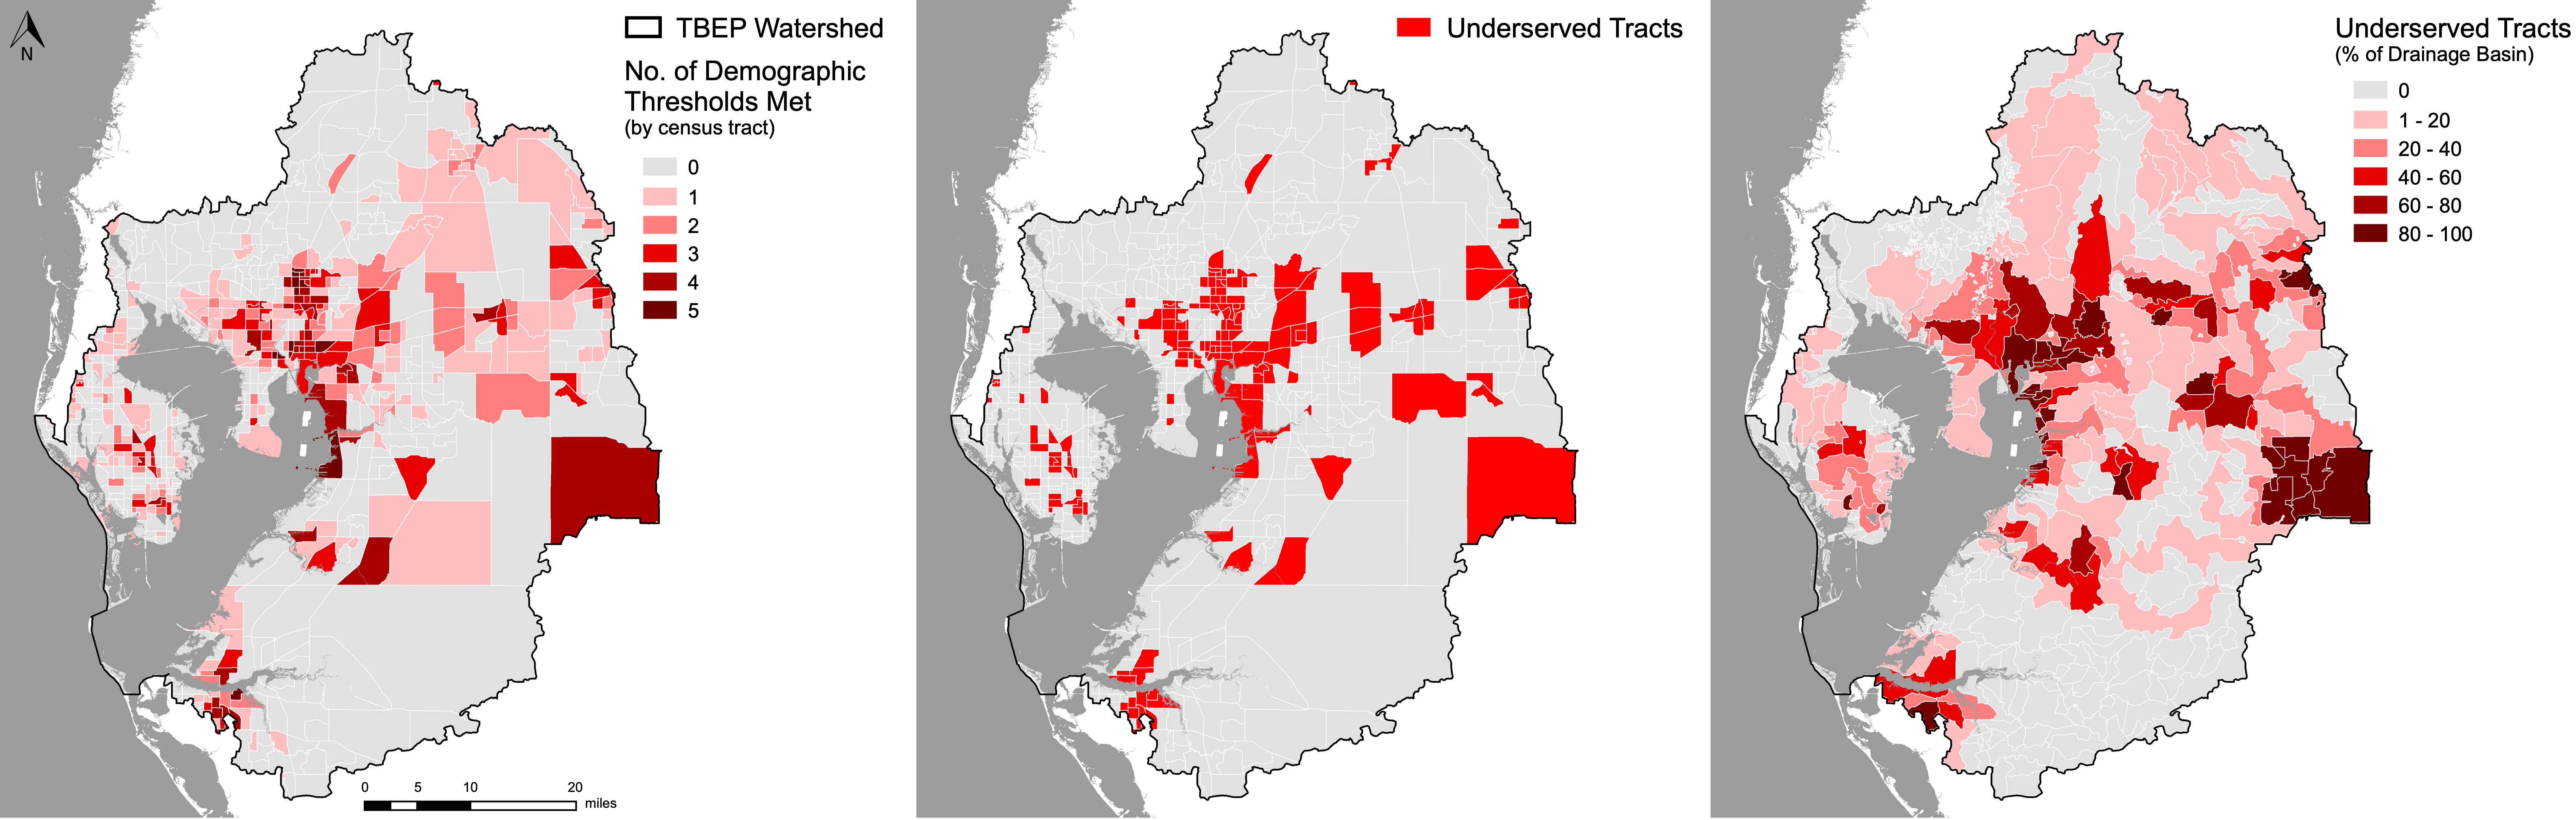 N
TBEP Watershed
No. of Demographic
Thresholds Met
(by census tract)
0
1
2
3
4
5
0 5 10 20
miles
Underserved Tracts
Underserved Tracts
(% of Drainage Basin)
0
1 - 20
20 - 40
40 - 60
60 - 80
80 - 100